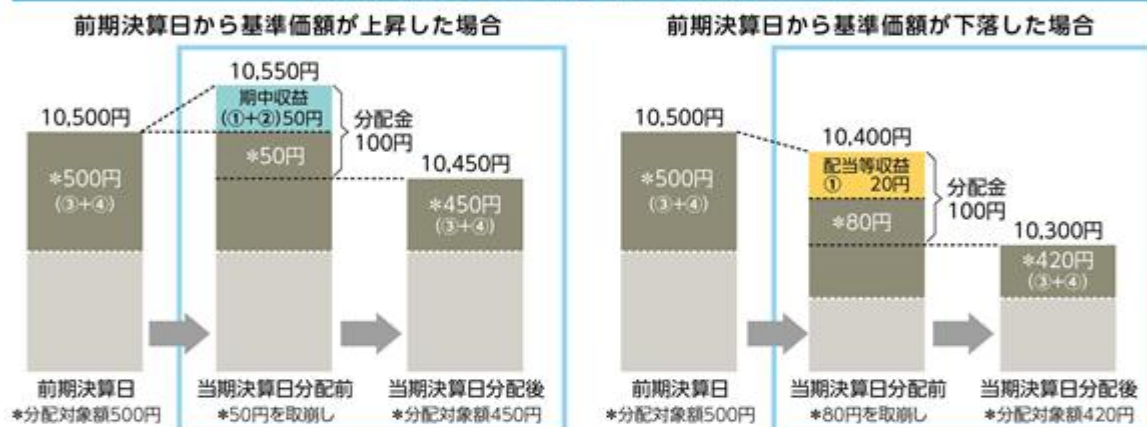 前期決算日から基準価額が上昇した場合
10,550円
期中収益
(①+②)50円
10,500円
分配金
100円
*50円
10,450円
*500円
(③+④)
*450円
(③+④)
前期決算日
当期決算日分配前
当期決算日分配後
*分配対象額500円
*50円を取崩し
*分配対象額450円
前期決算日から基準価額が下落した場合
10,500円
10,400円
配当等収益
① 20円
*500円
(③+④)
分配金
100円
*80円
10,300円
*420円
(③+④)
前期決算日
当期決算日分配前
当期決算日分配後
*分配対象額500円
*80円を取崩し
*分配対象額420円